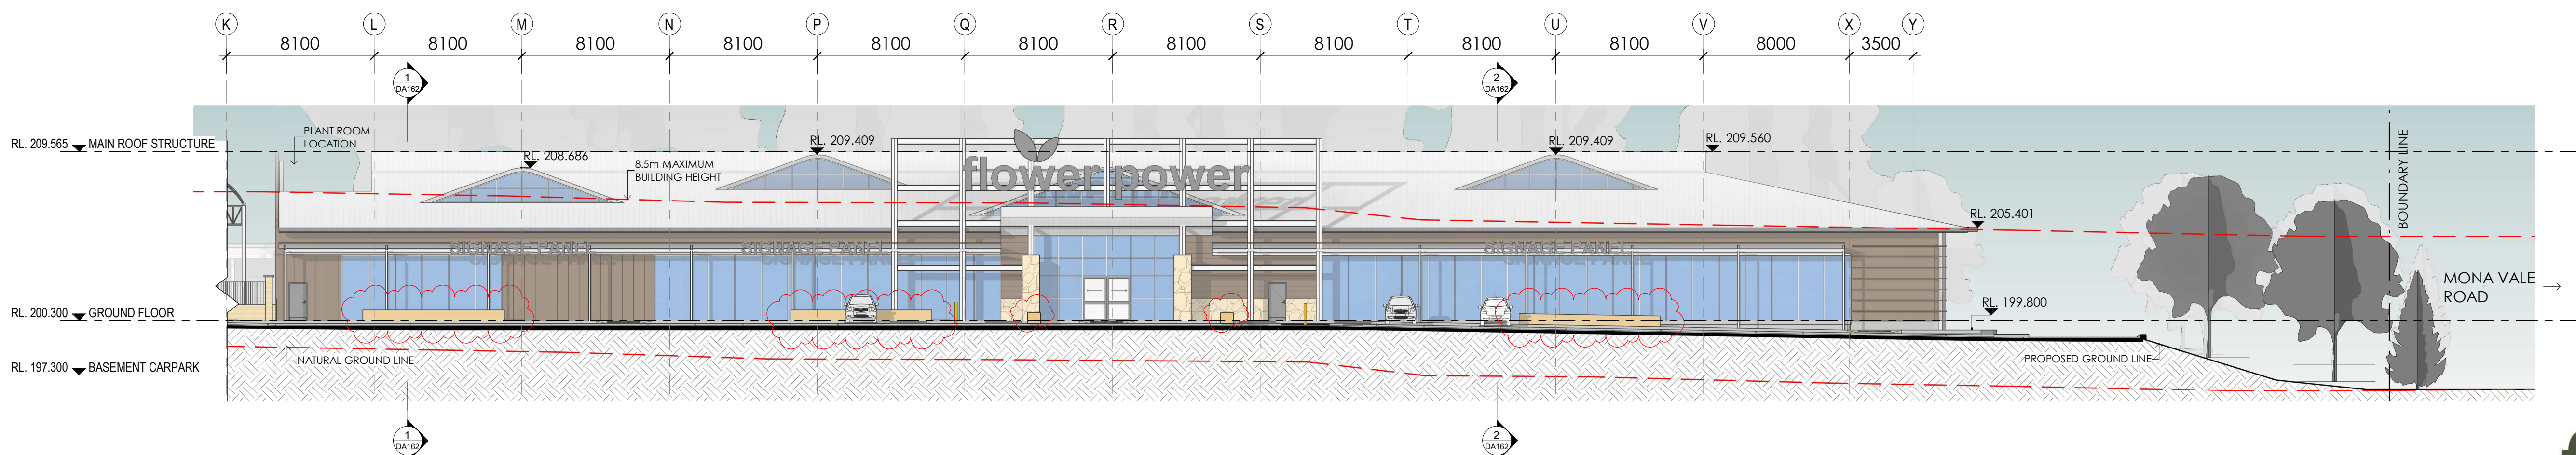 K L M N P Q R S T U V X Y
8100 8100 8100 8100 8100 8100 8100 8100 8100 8100 8000 3500
1
DA162
2
DA162
RL. 209.565 MAIN ROOF STRUCTURE
PLANT ROOM
LOCATION
RL. 208.686
8.5m MAXIMUM
BUILDING HEIGHT
RL. 209.409
flower power
RL. 209.409
RL. 209.560
RL. 205.401
BOUNDARY LINE
SIGNAGE PANEL
SIGNAGE PANEL
SIGNAGE PANEL
MONA VALE
ROAD
RL. 200.300 GROUND FLOOR
RL. 199.800
NATURAL GROUND LINE
PROPOSED GROUND LINE
RL. 197.300 BASEMENT CARPARK
1
DA162
2
DA162